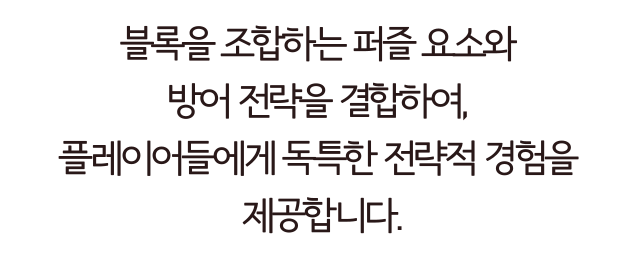 블록을 조합하는 퍼즐 요소와
방어 전략을 결합하여,
플레이어들에게 독특한 전략적 경험을
제공합니다.